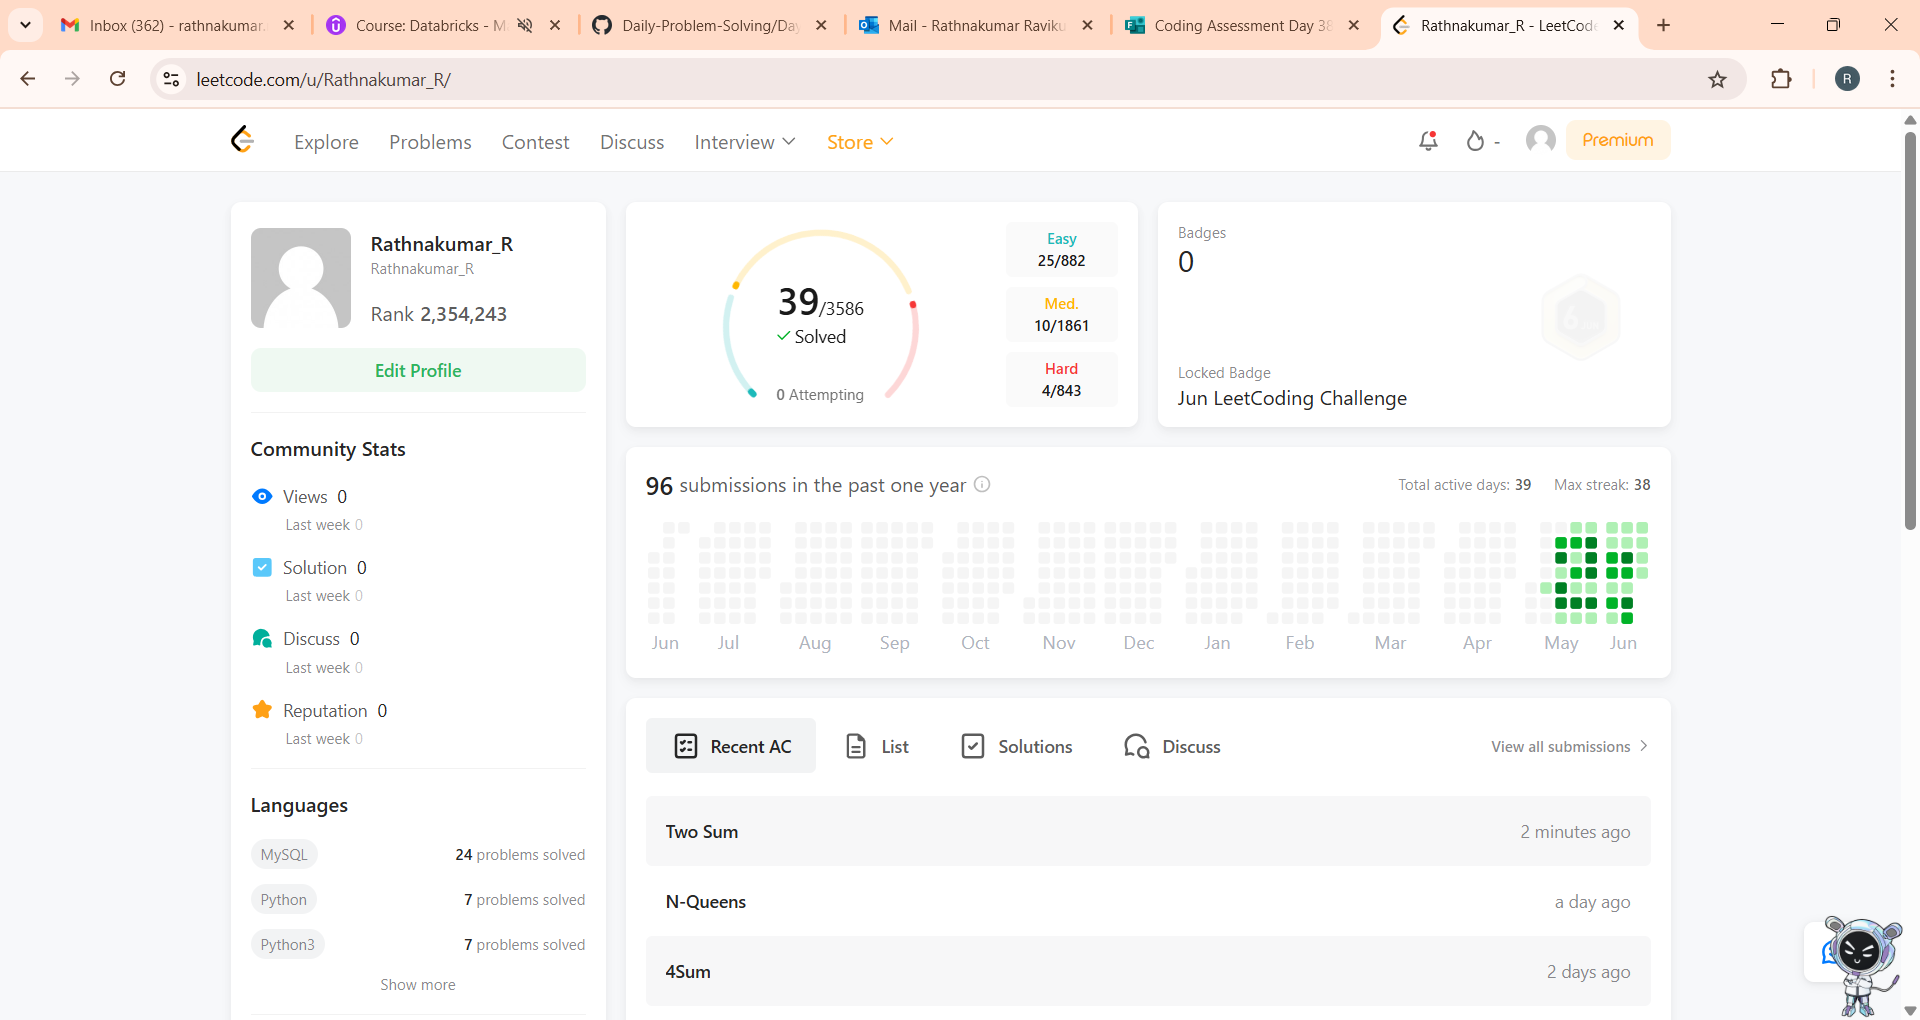 Inbox (362) - rathnakumar.
Course: Databricks - M
Daily-Problem-Solving/Day
Mail - Rathnakumar Raviku
Coding Assessment Day 38
Rathnakumar_R - LeetCode
leetcode.com/u/Rathnakumar_R/
R
Explore
Problems
Contest
Discuss
Interview
Store
-
Premium
Rathnakumar_R
Rathnakumar_R
Rank 2,354,243
Edit Profile
Community Stats
Views 0
Last week 0
Solution 0
Last week 0
Discuss 0
Last week 0
Reputation 0
Last week 0
Languages
MySQL 24 problems solved
Python 7 problems solved
Python3 7 problems solved
Show more
39/3586
Solved
0 Attempting
Easy
25/882
Med.
10/1861
Hard
4/843
Badges
0
Locked Badge
Jun LeetCoding Challenge
96 submissions in the past one year
Total active days: 39 Max streak: 38
Jun Jul Aug Sep Oct Nov Dec Jan Feb Mar Apr May Jun
Recent AC
List
Solutions
Discuss
View all submissions
Two Sum 2 minutes ago
N-Queens a day ago
4Sum 2 days ago